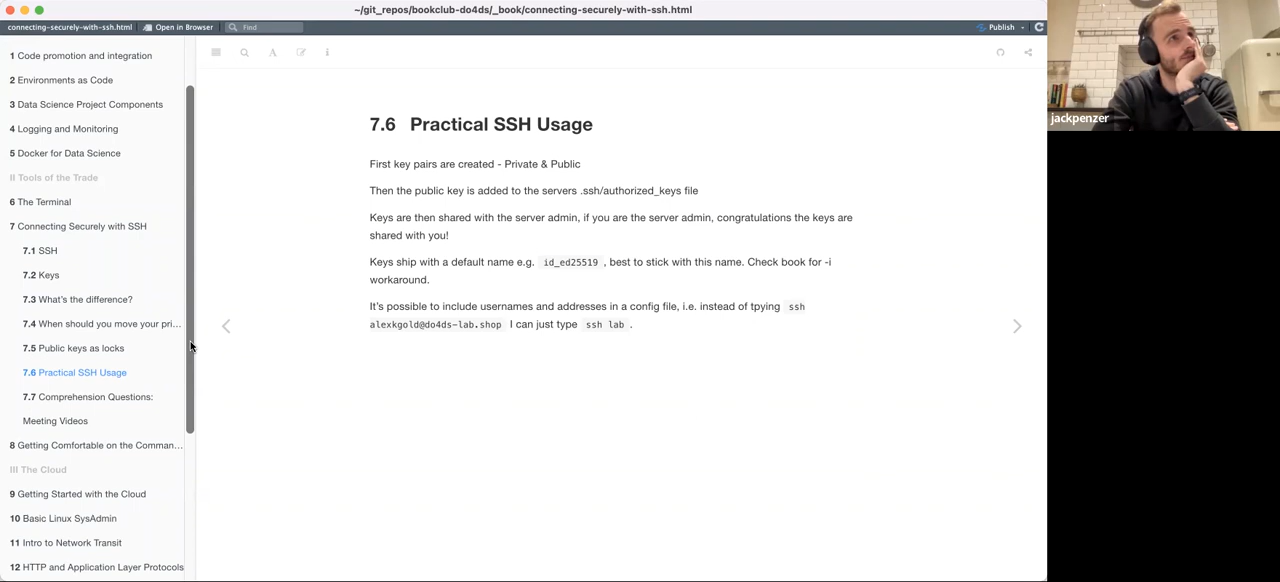 ~/git_repos/bookclub-do4ds/_book/connecting-securely-with-ssh.html
connecting-securely-with-ssh.html
Open in Browser
Find
Publish
1 Code promotion and integration
2 Environments as Code
3 Data Science Project Components
4 Logging and Monitoring
5 Docker for Data Science
II Tools of the Trade
6 The Terminal
7 Connecting Securely with SSH
7.1 SSH
7.2 Keys
7.3 What's the difference?
7.4 When should you move your pri...
7.5 Public keys as locks
7.6 Practical SSH Usage
7.7 Comprehension Questions:
Meeting Videos
8 Getting Comfortable on the Comman...
III The Cloud
9 Getting Started with the Cloud
10 Basic Linux SysAdmin
11 Intro to Network Transit
12 HTTP and Application Layer Protocols
7.6 Practical SSH Usage
First key pairs are created - Private & Public
Then the public key is added to the servers .ssh/authorized_keys file
Keys are then shared with the server admin, if you are the server admin, congratulations the keys are
shared with you!
Keys ship with a default name e.g. id_ed25519 , best to stick with this name. Check book for -i
workaround.
It's possible to include usernames and addresses in a config file, i.e. instead of tpying ssh
alexkgold@do4ds-lab.shop I can just type ssh lab .
jackpenzer